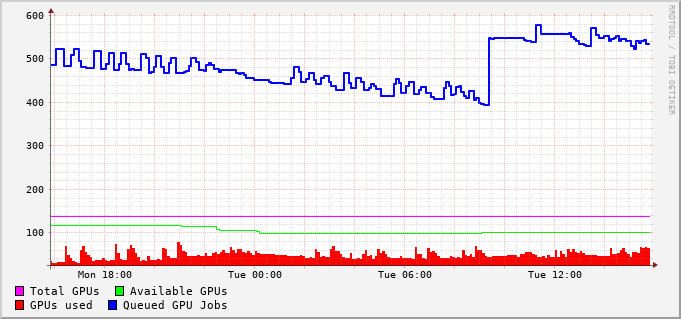 600
500
400
300
200
100
Mon 18:00 Tue 00:00 Tue 06:00 Tue 12:00
Total GPUs Available GPUs
GPUs used Queued GPU Jobs
RRDTOOL / TOBI OETIKER